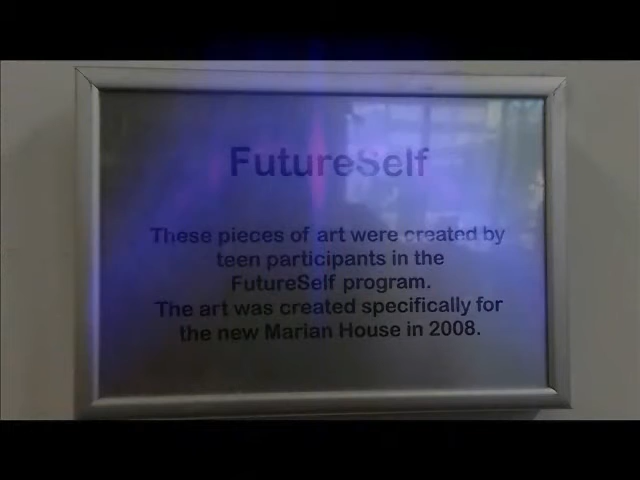 FutureSelf
These pieces of art were created by
teen participants in the
FutureSelf program.
The art was created specifically for
the new Marian House in 2008.